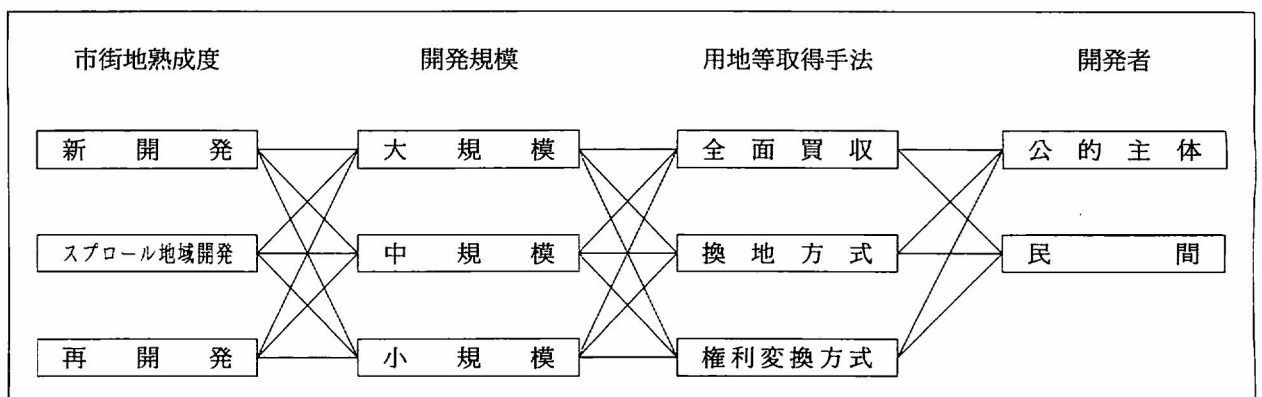 市街地熟成度 開発規模 用地等取得手法 開発者
新開発 大規模 全面買収 公的主体
スプロール地域開発 中規模 換地方式 民間
再開発 小規模 権利変換方式